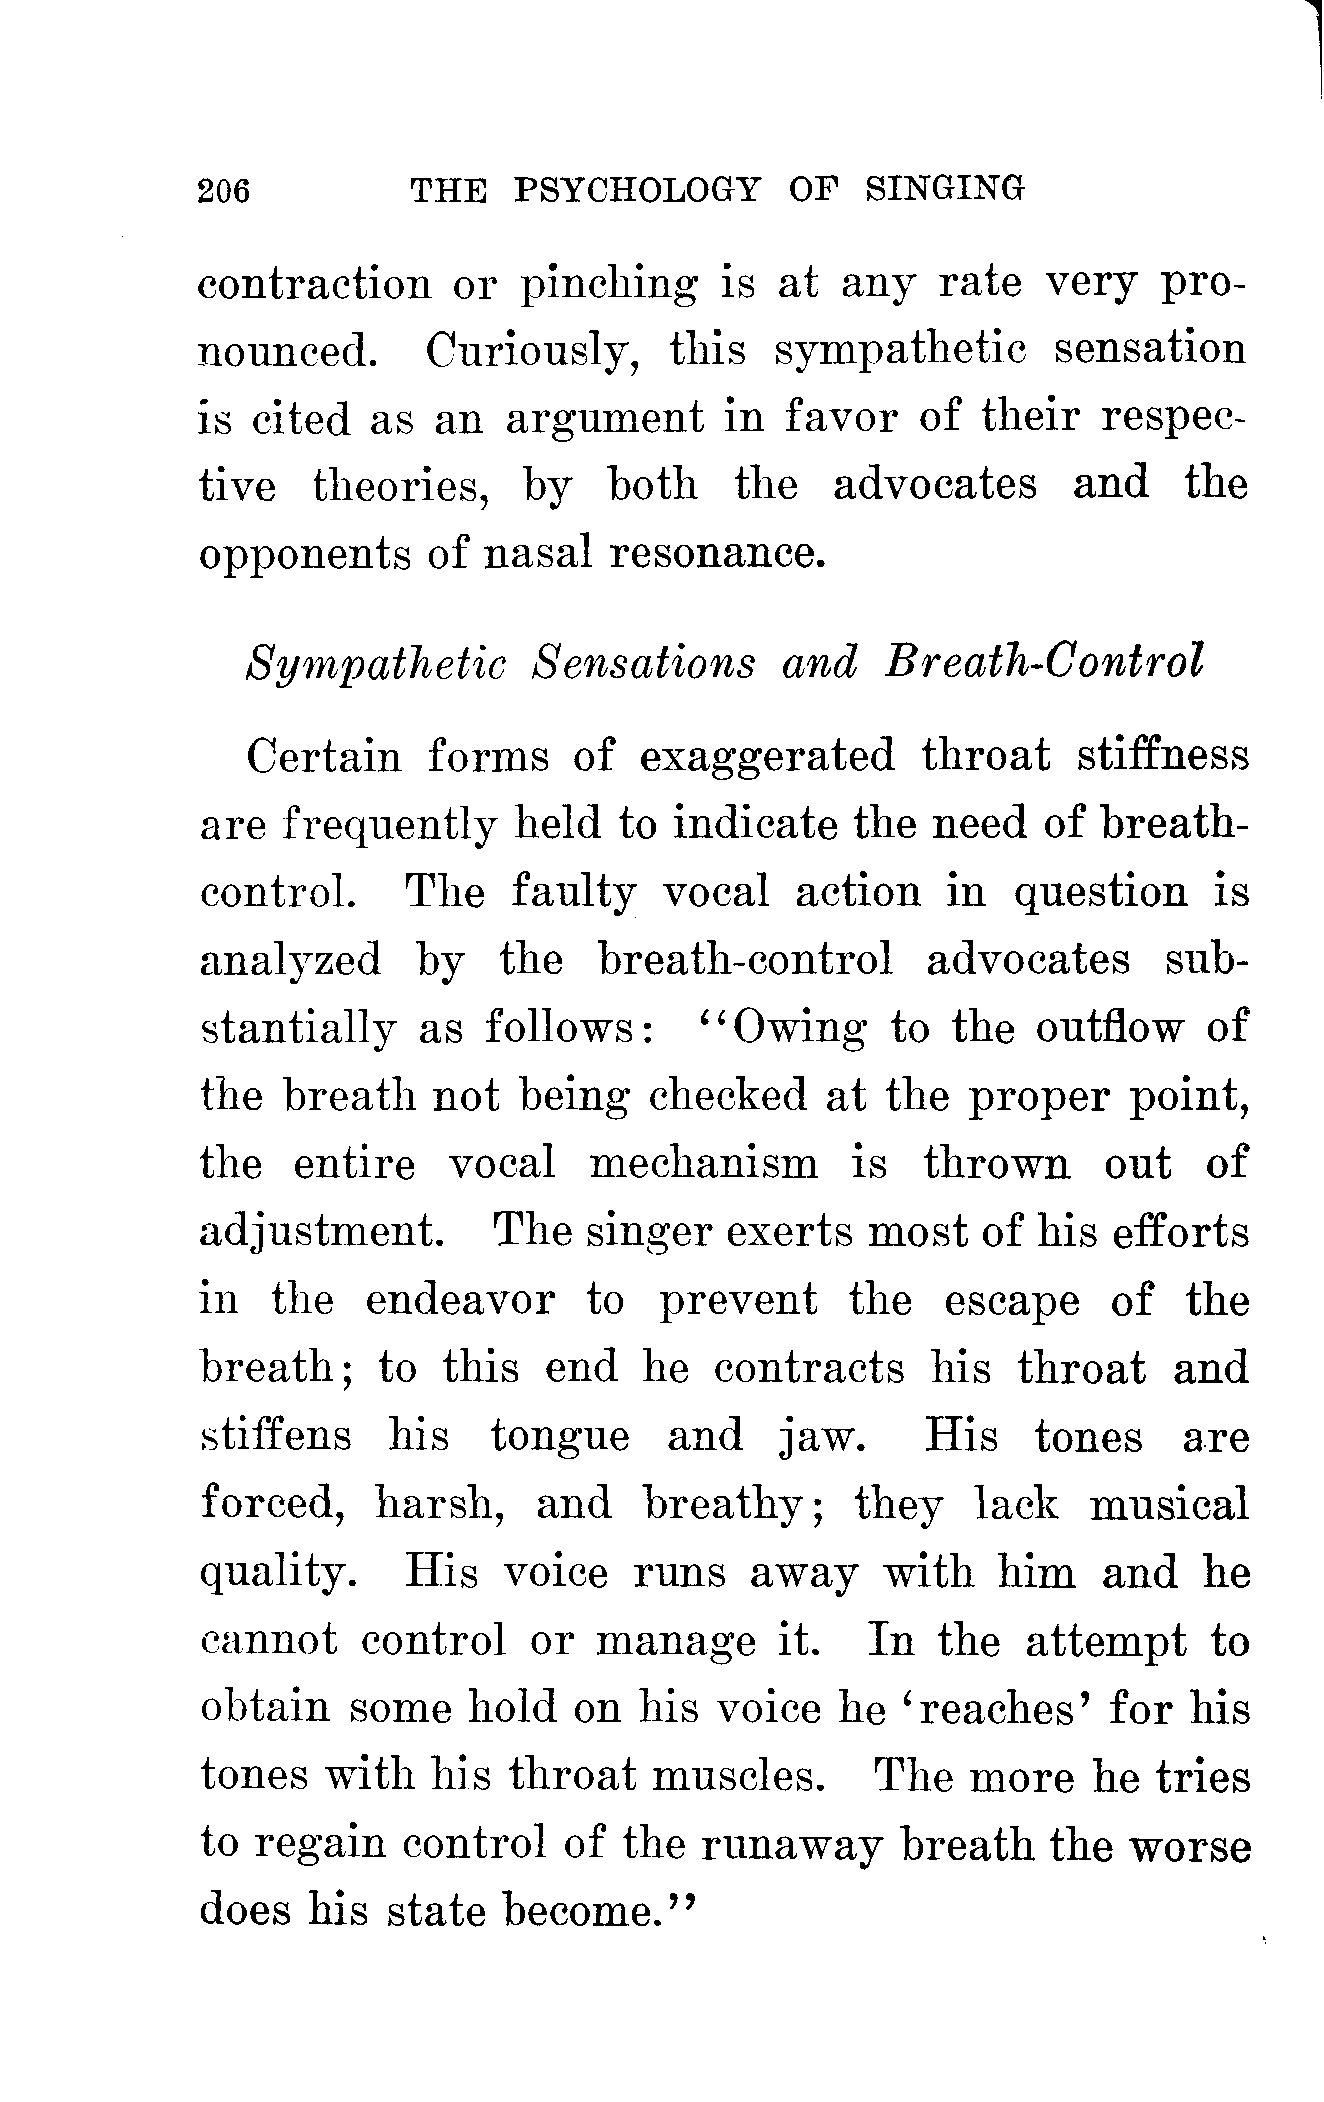 206 THE PSYCHOLOGY OF SINGING
contraction or pinching is at any rate very pro-
nounced. Curiously, this sympathetic sensation
is cited as an argument in favor of their respec-
tive theories, by both the advocates and the
opponents of nasal resonance.
Sympathetic Sensations and Breath-Control
Certain forms of exaggerated throat stiffness
are frequently held to indicate the need of breath-
control. The faulty vocal action in question is
analyzed by the breath-control advocates sub-
stantially as follows: "Owing to the outflow of
the breath not being checked at the proper point,
the entire vocal mechanism is thrown out of
adjustment. The singer exerts most of his efforts
in the endeavor to prevent the escape of the
breath; to this end he contracts his throat and
stiffens his tongue and jaw. His tones are
forced, harsh, and breathy; they lack musical
quality. His voice runs away with him and he
cannot control or manage it. In the attempt to
obtain some hold on his voice he 'reaches' for his
tones with his throat muscles. The more he tries
to regain control of the runaway breath the worse
does his state become."